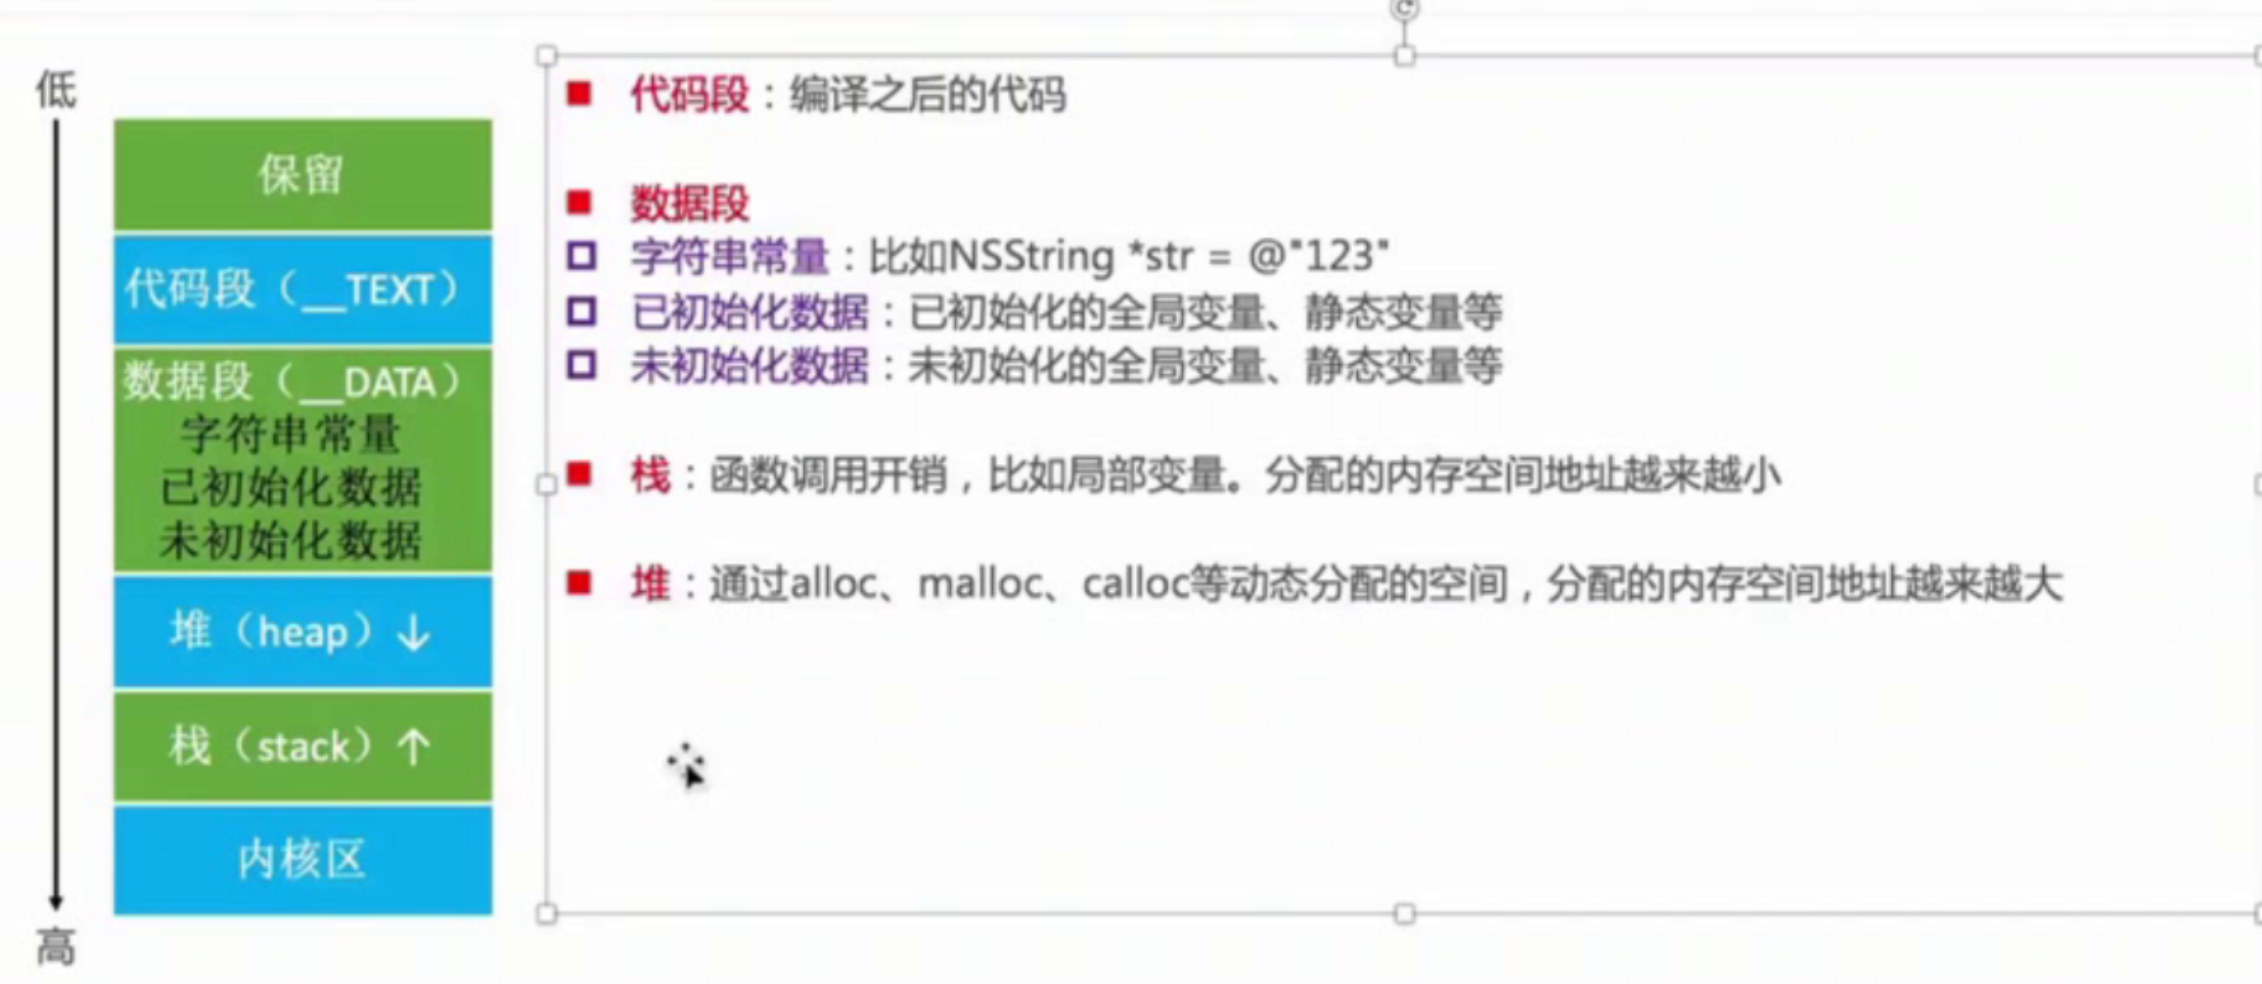 低
保留
代码段（__TEXT）
数据段（__DATA）
字符串常量
已初始化数据
未初始化数据
堆（heap）↓
栈（stack）↑
内核区
高
代码段：编译之后的代码
数据段
字符串常量：比如NSString *str = @"123"
已初始化数据：已初始化的全局变量、静态变量等
未初始化数据：未初始化的全局变量、静态变量等
栈：函数调用开销，比如局部变量。分配的内存空间地址越来越小
堆：通过alloc、malloc、calloc等动态分配的空间，分配的内存空间地址越来越大